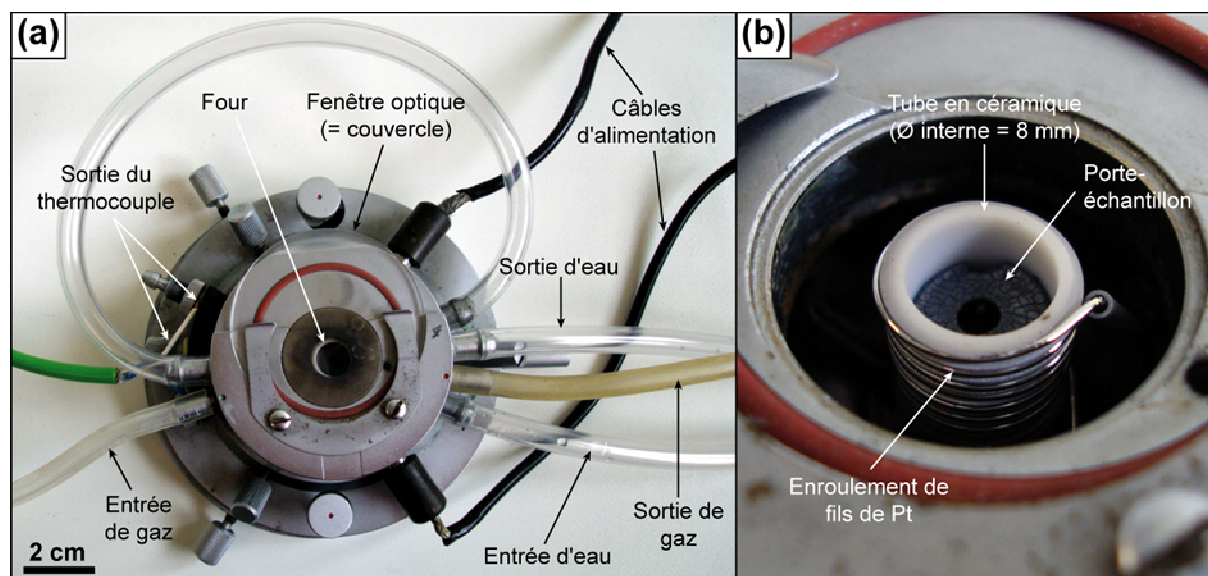 (a)
Four
Fenêtre optique
(= couvercle)
Câbles
d'alimentation
Sortie du
thermocouple
Sortie d'eau
Entrée
de gaz
Entrée d'eau
Sortie de
gaz
2 cm
(b)
Tube en céramique
(Ø interne = 8 mm)
Porte-
échantillon
Enroulement de
fils de Pt